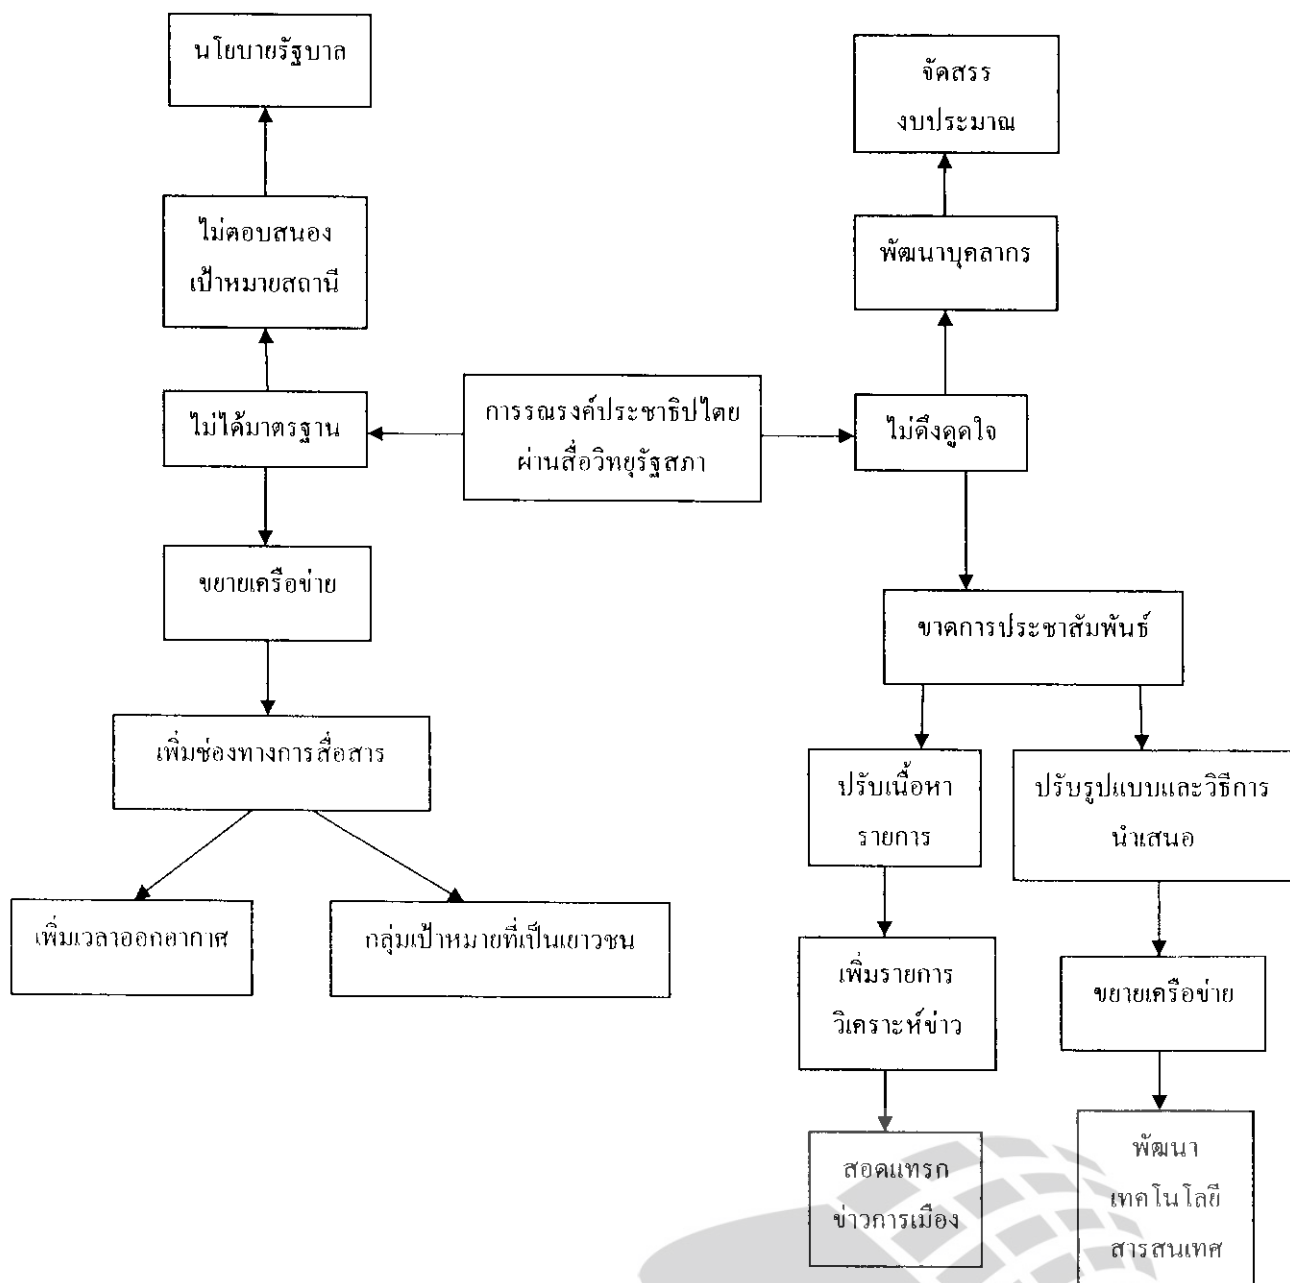 นโยบายรัฐบาล
จัดสรร
งบประมาณ
ไม่ตอบสนอง
เป้าหมายสถานี
พัฒนาบุคลากร
ไม่ได้มาตรฐาน
การรณรงค์ประชาธิปไตย
ผ่านสื่อวิทยุรัฐสภา
ไม่ดึงดูดใจ
ขยายเครือข่าย
ขาดการประชาสัมพันธ์
เพิ่มช่องทางการสื่อสาร
ปรับเนื้อหา
รายการ
ปรับรูปแบบและวิธีการ
นำเสนอ
เพิ่มเวลาออกอากาศ
กลุ่มเป้าหมายที่เป็นเยาวชน
เพิ่มรายการ
วิเคราะห์ข่าว
ขยายเครือข่าย
สอดแทรก
ข่าวการเมือง
พัฒนา
เทคโนโลยี
สารสนเทศ